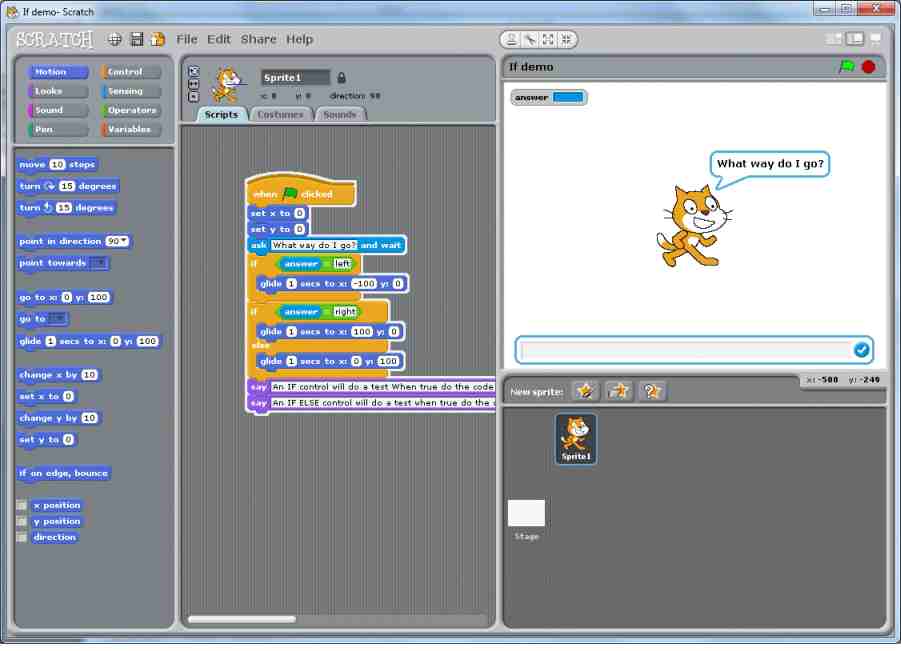 If demo- Scratch
SCRATCH File Edit Share Help
Motion Control
Looks Sensing
Sound Operators
Pen Variables
move 10 steps
turn 15 degrees
turn 15 degrees
point in direction 90
point towards
go to x: 0 y: 100
go to
glide 1 secs to x: 0 y: 100
change x by 10
set x to 0
change y by 10
set y to 0
if on edge, bounce
x position
y position
direction
Sprite1
x: 0 y: 0 direction: 90
Scripts Costumes Sounds
when clicked
set x to 0
set y to 0
ask What way do I go? and wait
if answer = left
glide 1 secs to x: -100 y: 0
if answer = right
glide 1 secs to x: 100 y: 0
else
glide 1 secs to x: 0 y: 100
say An IF control will do a test When true do the code
say An IF ELSE control will do a test when true do the
If demo
answer
What way do I go?
x: -500 y: -240
New sprite:
Sprite1
Stage